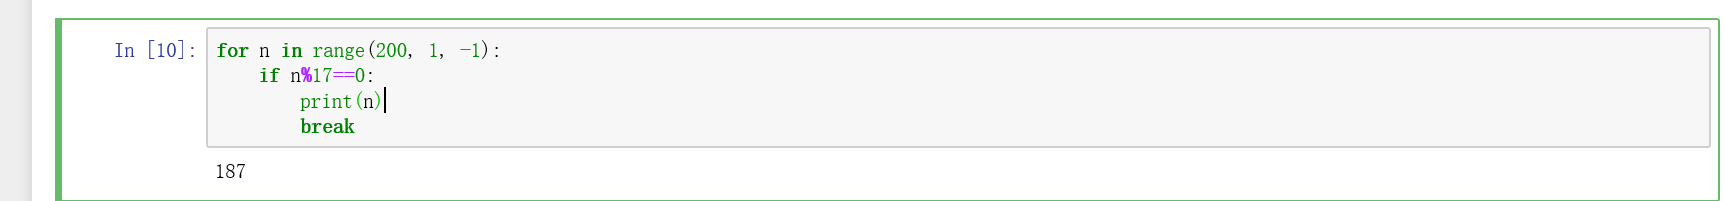 In [10]: for n in range(200, 1, -1):
    if n%17==0:
        print(n)
        break
187